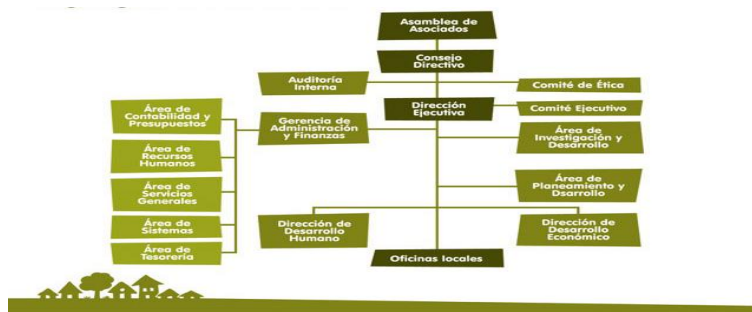 Asamblea de
Asociados
Consejo
Directivo
Auditoría
Interna
Comité de Ética
Dirección
Ejecutiva
Comité Ejecutivo
Área de
Contabilidad y
Presupuestos
Gerencia de
Administración
y Finanzas
Área de
Investigación y
Desarrollo
Área de
Recursos
Humanos
Área de
Servicios
Generales
Área de
Planeamiento y
Dsarrollo
Área de
Sistemas
Dirección de
Desarrollo
Humano
Dirección de
Desarrollo
Económico
Área de
Tesorería
Oficinas locales